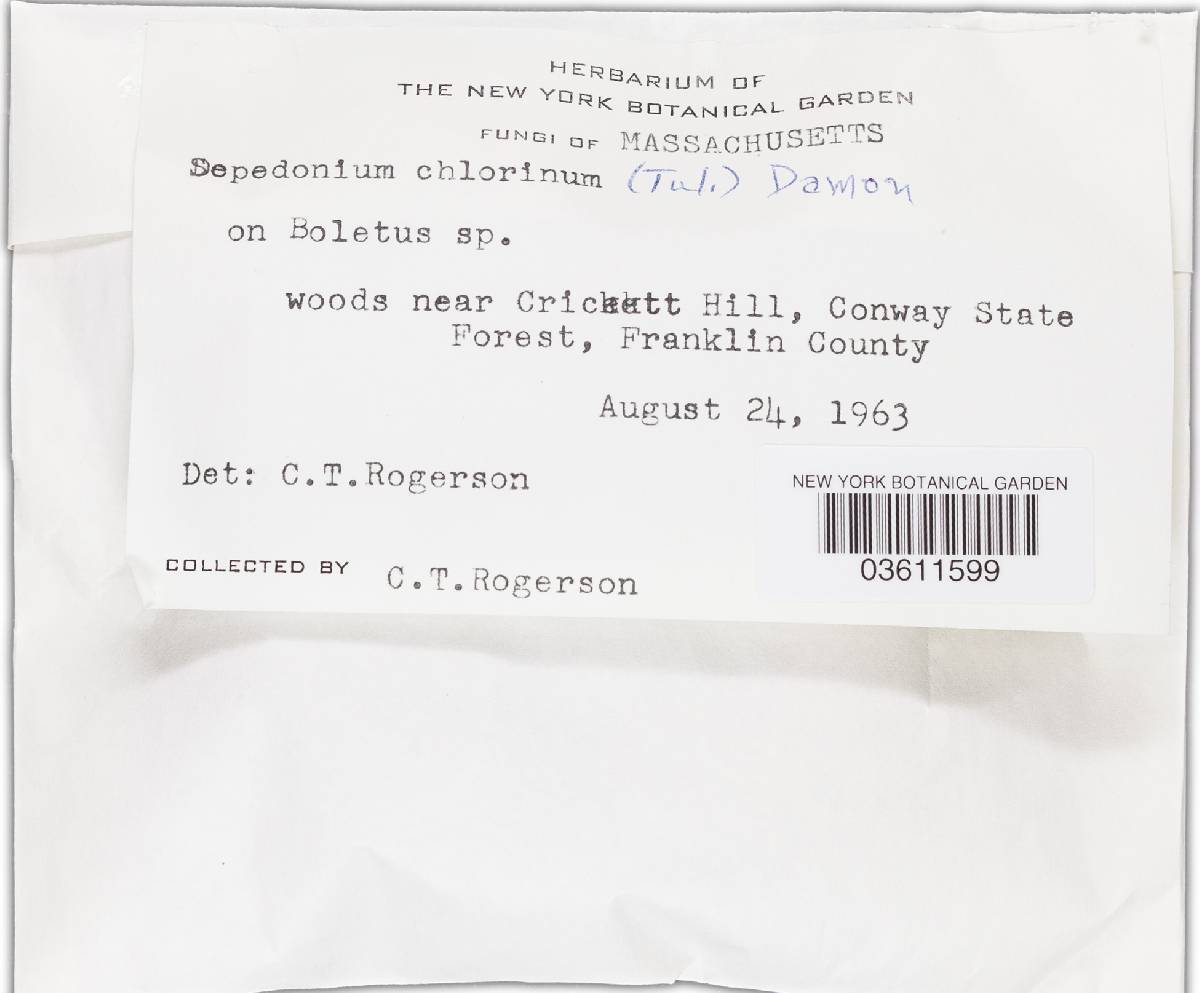 HERBARIUM OF
THE NEW YORK BOTANICAL GARDEN
FUNGI OF MASSACHUSETTS
Sepedonium chlorinum (Tul.) Damon
on Boletus sp.
woods near Hill, Conway State
Forest, Franklin County
August 24, 1963
Det: C.T.Rogerson
NEW YORK BOTANICAL GARDEN
03611599
COLLECTED BY C.T.Rogerson